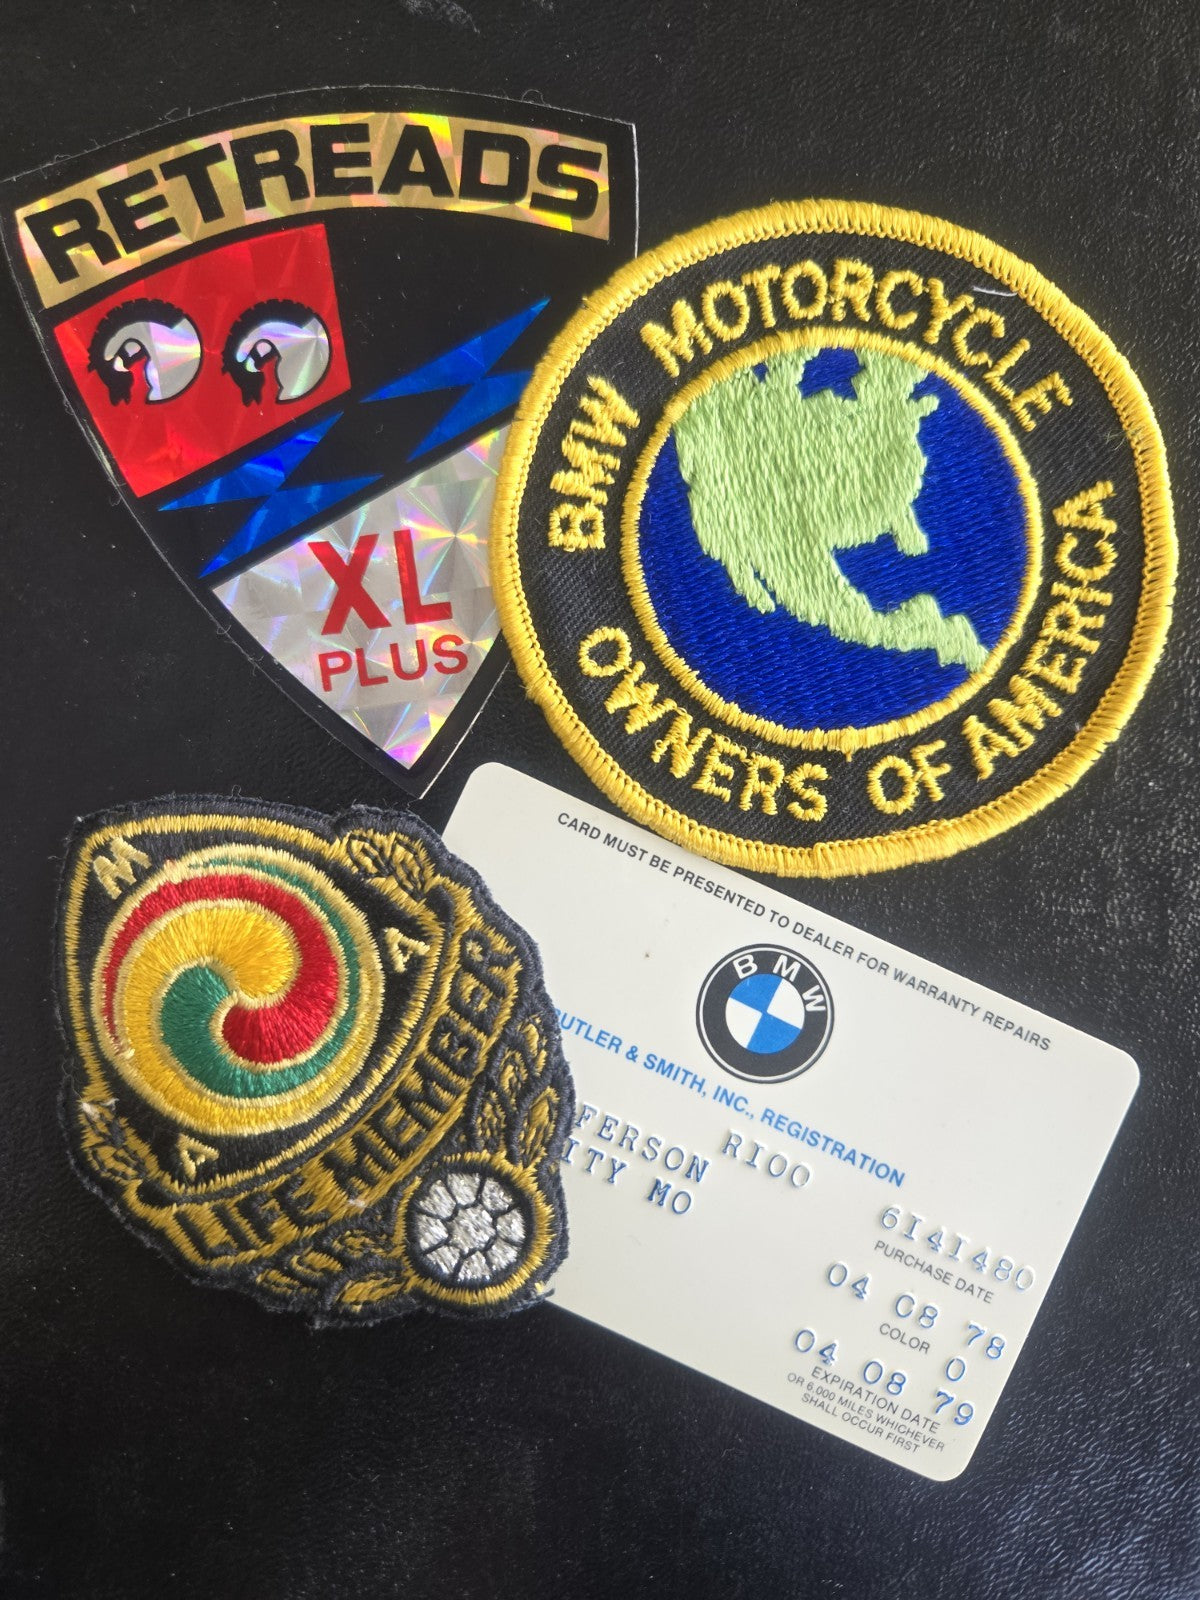 RETREADS
XL
PLUS
BMW MOTORCYCLE
OWNERS OF AMERICA
A M A
LIFE MEMBER
CARD MUST BE PRESENTED TO DEALER FOR WARRANTY REPAIRS
BMW
BUTLER & SMITH, INC., REGISTRATION
FERSON R100
ITY MO
6141480
PURCHASE DATE
04 08 78
COLOR 0
04 08 79
EXPIRATION DATE
OR 6,000 MILES WHICHEVER
SHALL OCCUR FIRST